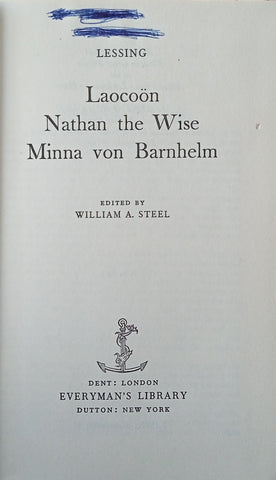 LESSING
Laocoön
Nathan the Wise
Minna von Barnhelm
EDITED BY
WILLIAM A. STEEL
DENT: LONDON
EVERYMAN'S LIBRARY
DUTTON: NEW YORK